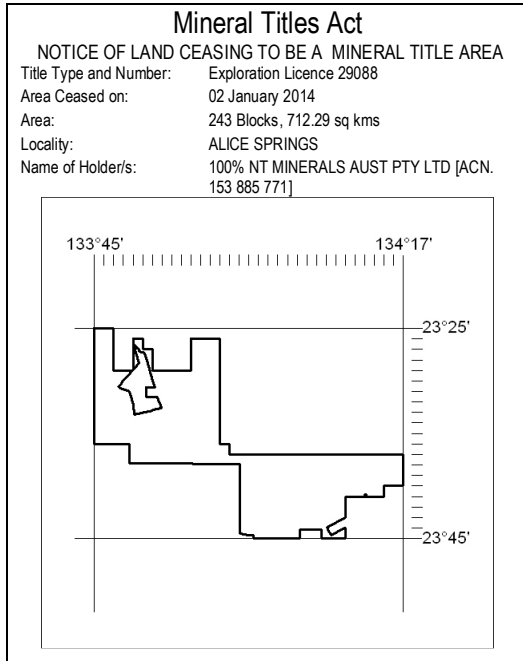 Mineral Titles Act
NOTICE OF LAND CEASING TO BE A MINERAL TITLE AREA
Title Type and Number: Exploration Licence 29088
Area Ceased on: 02 January 2014
Area: 243 Blocks, 712.29 sq kms
Locality: ALICE SPRINGS
Name of Holder/s: 100% NT MINERALS AUST PTY LTD [ACN.
153 885 771]
133°45' 134°17'
23°25'
23°45'